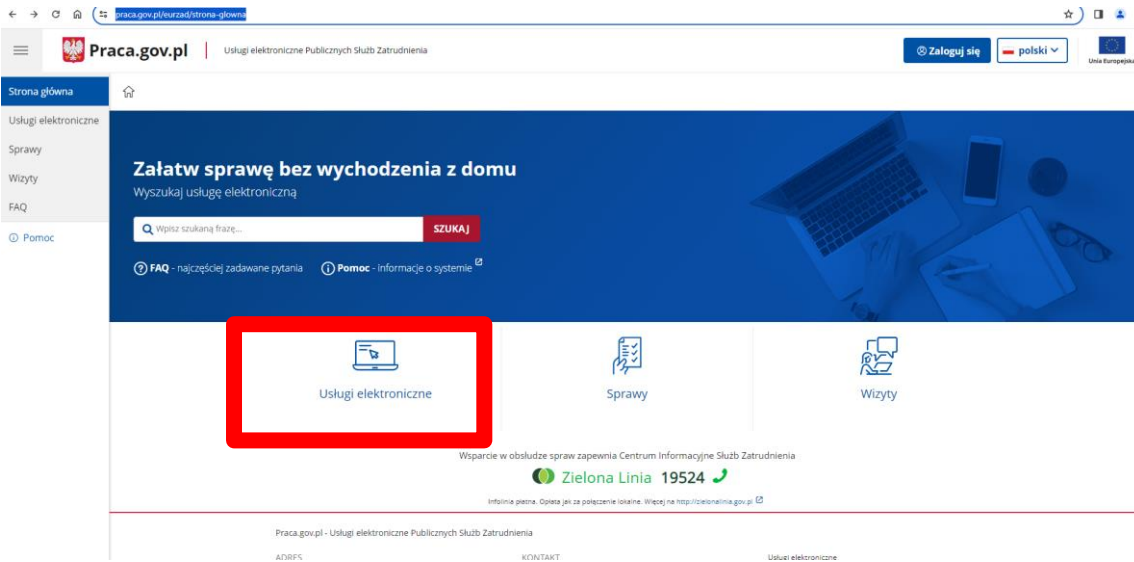 praca.gov.pl/eurzad/strona-glowna
Praca.gov.pl
Usługi elektroniczne Publicznych Służb Zatrudnienia
Zaloguj się
polski
Unia Europejska
Strona główna
Usługi elektroniczne
Sprawy
Wizyty
FAQ
Pomoc
Załatw sprawę bez wychodzenia z domu
Wyszukaj usługę elektroniczną
Wpisz szukaną frazę...
SZUKAJ
FAQ - najczęściej zadawane pytania
Pomoc - informacje o systemie
Usługi elektroniczne
Sprawy
Wizyty
Wsparcie w obsłudze spraw zapewnia Centrum Informacyjne Służb Zatrudnienia
Zielona Linia 19524
Infolinia płatna. Opłata jak za połączenie lokalne. Więcej na http://zielonalinia.gov.pl
Praca.gov.pl - Usługi elektroniczne Publicznych Służb Zatrudnienia
ADRES
KONTAKT
Usługi elektroniczne